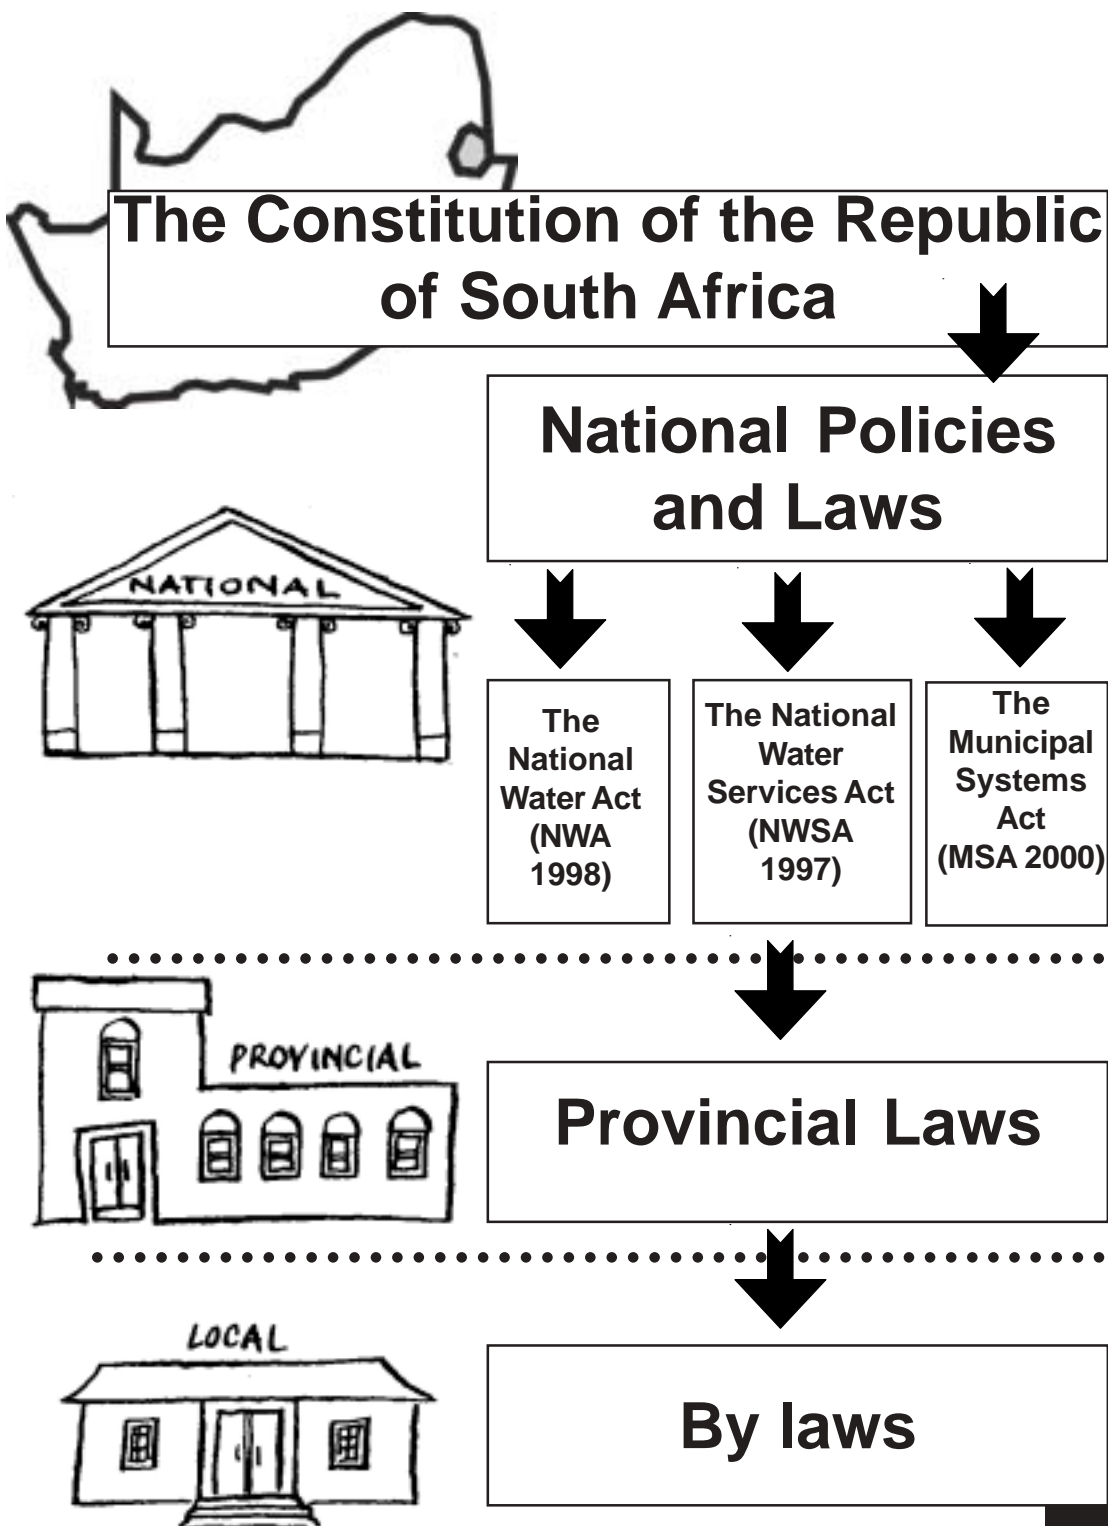 The Constitution of the Republic
of South Africa
National Policies
and Laws
NATIONAL
The
National
Water Act
(NWA
1998)
The National
Water
Services Act
(NWSA
1997)
The
Municipal
Systems
Act
(MSA 2000)
PROVINCIAL
Provincial Laws
LOCAL
By laws